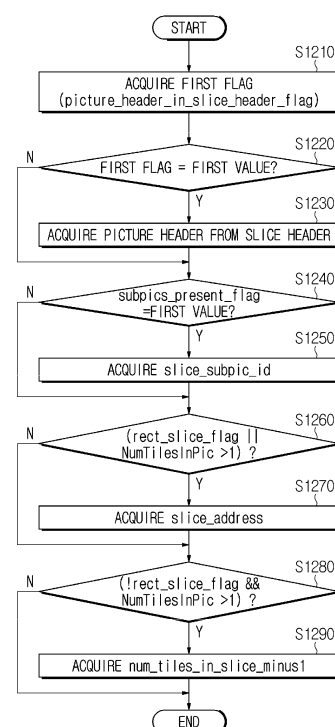 START
S1210
ACQUIRE FIRST FLAG
(picture_header_in_slice_header_flag)
S1220
N
FIRST FLAG = FIRST VALUE?
Y
S1230
ACQUIRE PICTURE HEADER FROM SLICE HEADER
S1240
N
subpics_present_flag
=FIRST VALUE?
Y
S1250
ACQUIRE slice_subpic_id
S1260
N
(rect_slice_flag ||
NumTilesInPic >1) ?
Y
S1270
ACQUIRE slice_address
S1280
N
(!rect_slice_flag &&
NumTilesInPic >1) ?
Y
S1290
ACQUIRE num_tiles_in_slice_minus1
END